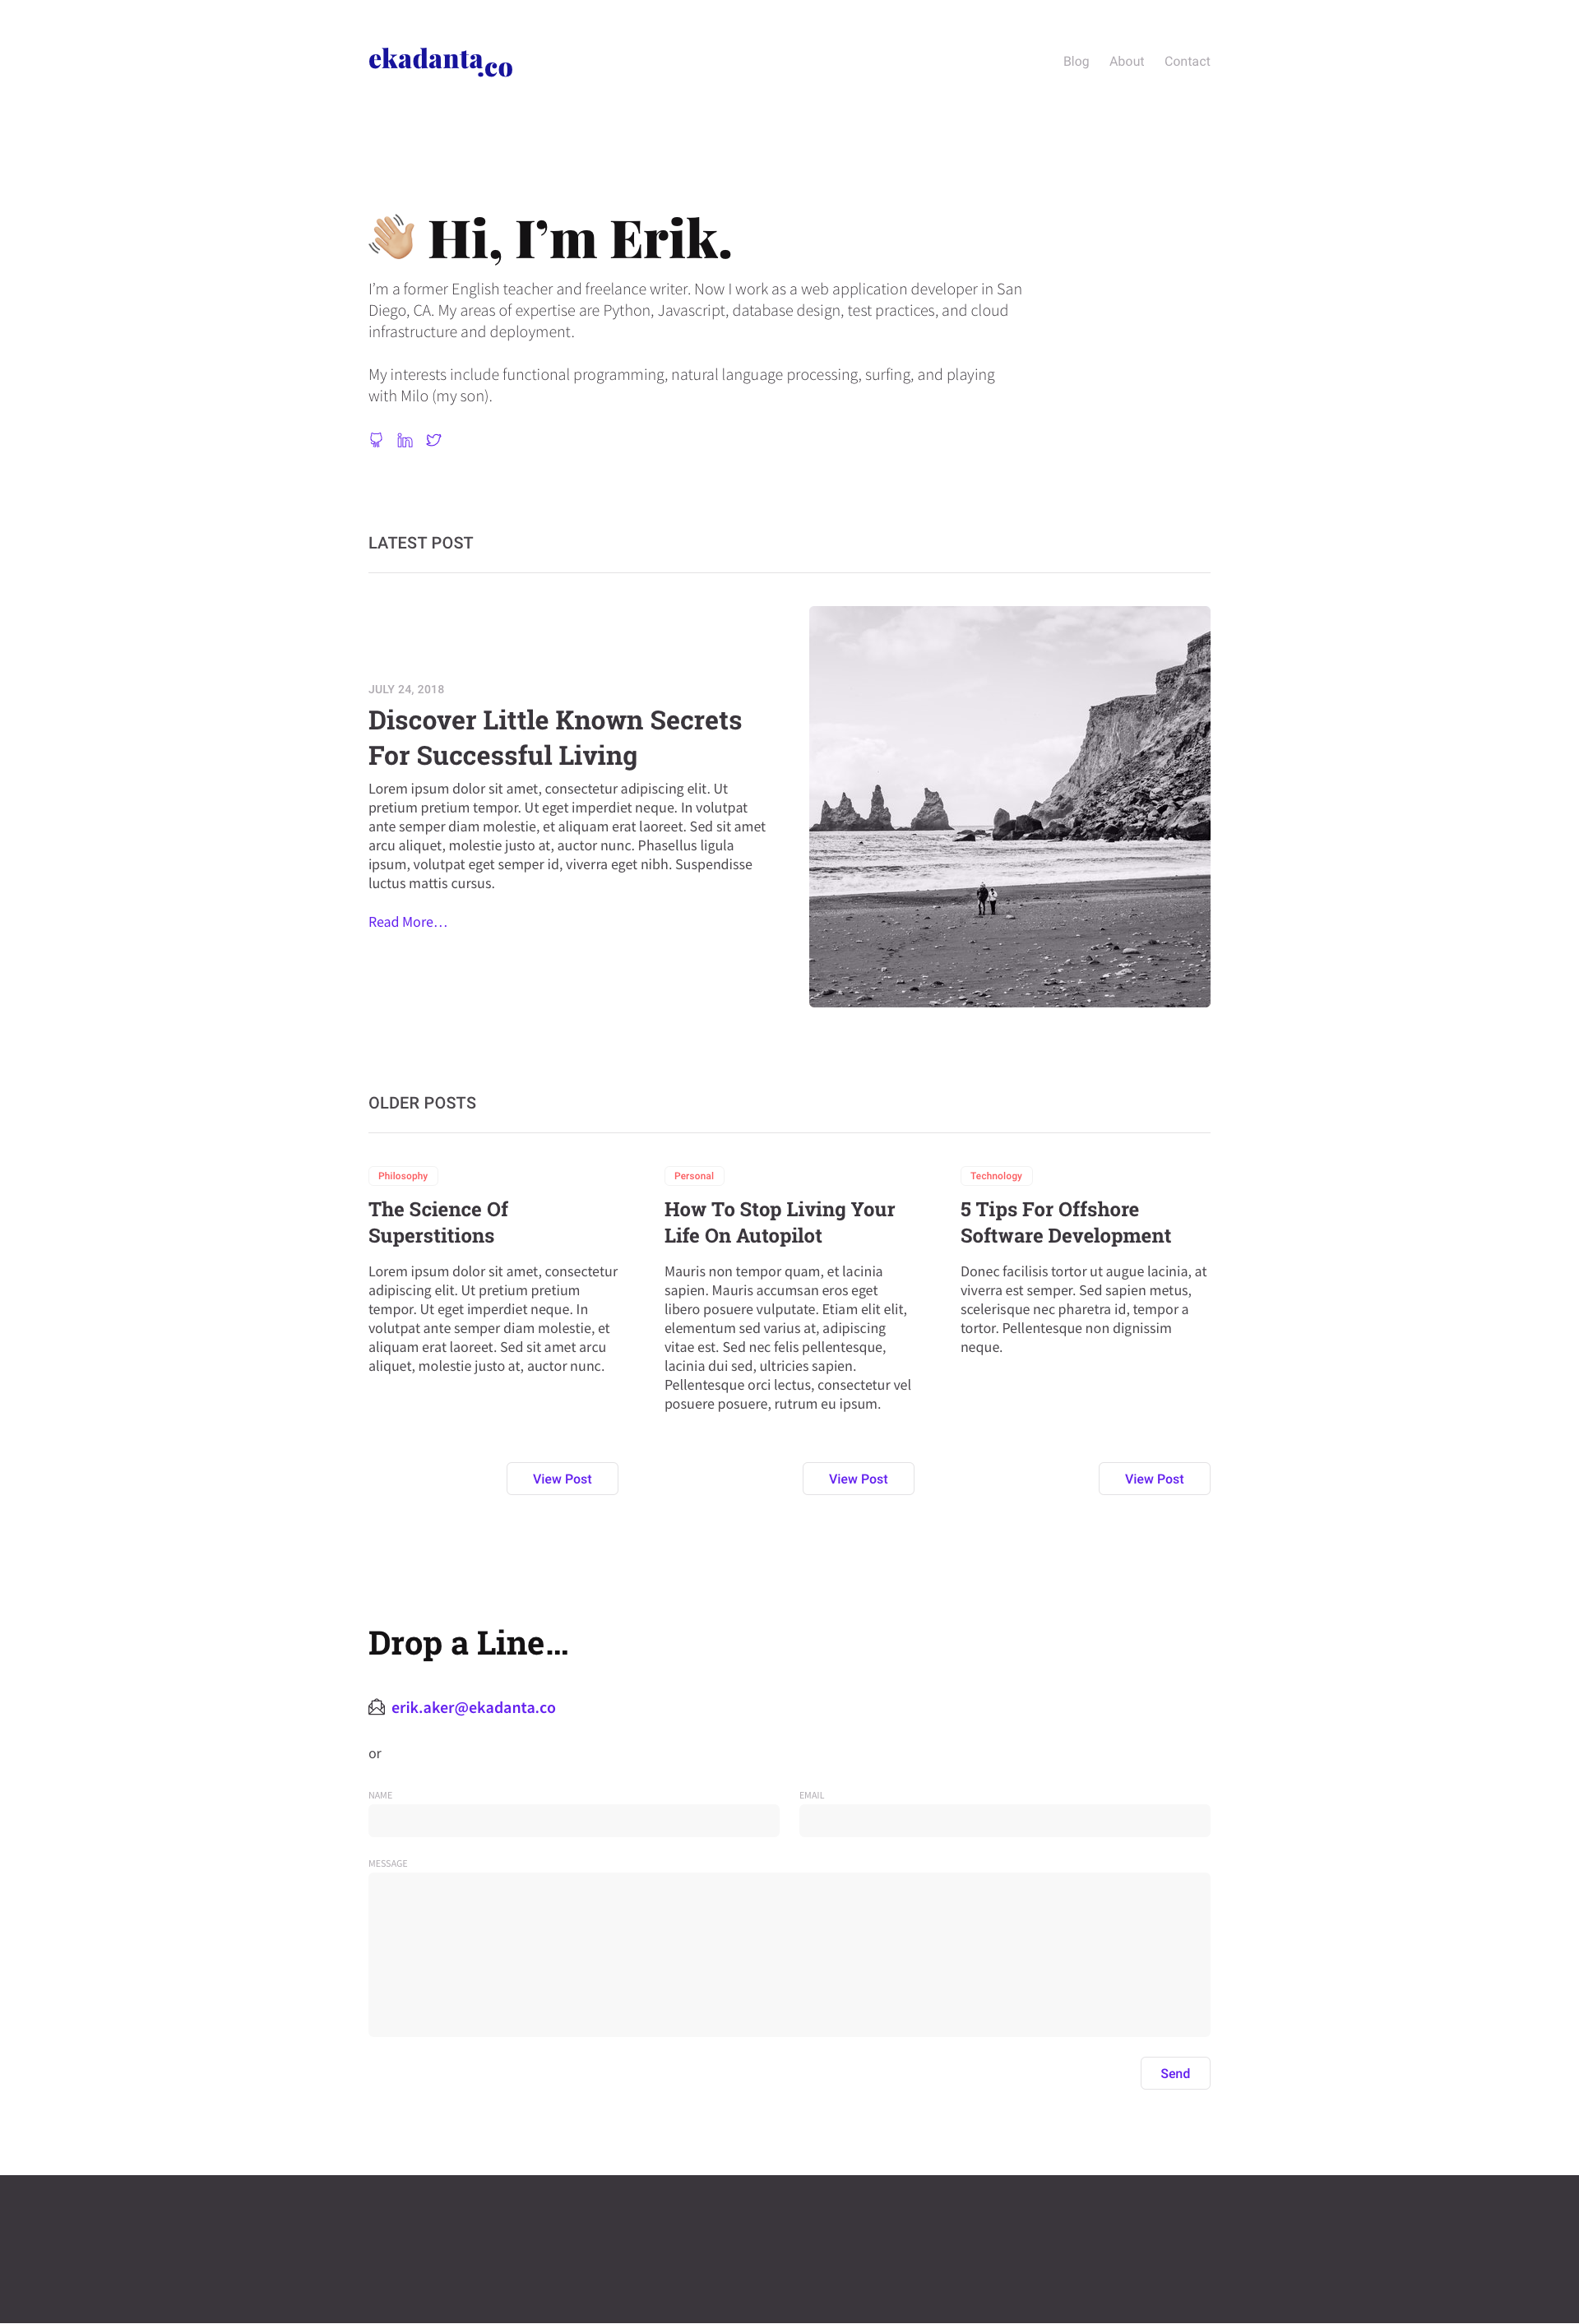 ekadanta.co
Blog About Contact
👋🏼 Hi, I’m Erik.
I’m a former English teacher and freelance writer. Now I work as a web application developer in San
Diego, CA. My areas of expertise are Python, Javascript, database design, test practices, and cloud
infrastructure and deployment.
My interests include functional programming, natural language processing, surfing, and playing
with Milo (my son).
LATEST POST
JULY 24, 2018
Discover Little Known Secrets
For Successful Living
Lorem ipsum dolor sit amet, consectetur adipiscing elit. Ut
pretium pretium tempor. Ut eget imperdiet neque. In volutpat
ante semper diam molestie, et aliquam erat laoreet. Sed sit amet
arcu aliquet, molestie justo at, auctor nunc. Phasellus ligula
ipsum, volutpat eget semper id, viverra eget nibh. Suspendisse
luctus mattis cursus.
Read More…
OLDER POSTS
Philosophy
The Science Of
Superstitions
Lorem ipsum dolor sit amet, consectetur
adipiscing elit. Ut pretium pretium
tempor. Ut eget imperdiet neque. In
volutpat ante semper diam molestie, et
aliquam erat laoreet. Sed sit amet arcu
aliquet, molestie justo at, auctor nunc.
View Post
Personal
How To Stop Living Your
Life On Autopilot
Mauris non tempor quam, et lacinia
sapien. Mauris accumsan eros eget
libero posuere vulputate. Etiam elit elit,
elementum sed varius at, adipiscing
vitae est. Sed nec felis pellentesque,
lacinia dui sed, ultricies sapien.
Pellentesque orci lectus, consectetur vel
posuere posuere, rutrum eu ipsum.
View Post
Technology
5 Tips For Offshore
Software Development
Donec facilisis tortor ut augue lacinia, at
viverra est semper. Sed sapien metus,
scelerisque nec pharetra id, tempor a
tortor. Pellentesque non dignissim
neque.
View Post
Drop a Line…
erik.aker@ekadanta.co
or
NAME
EMAIL
MESSAGE
Send